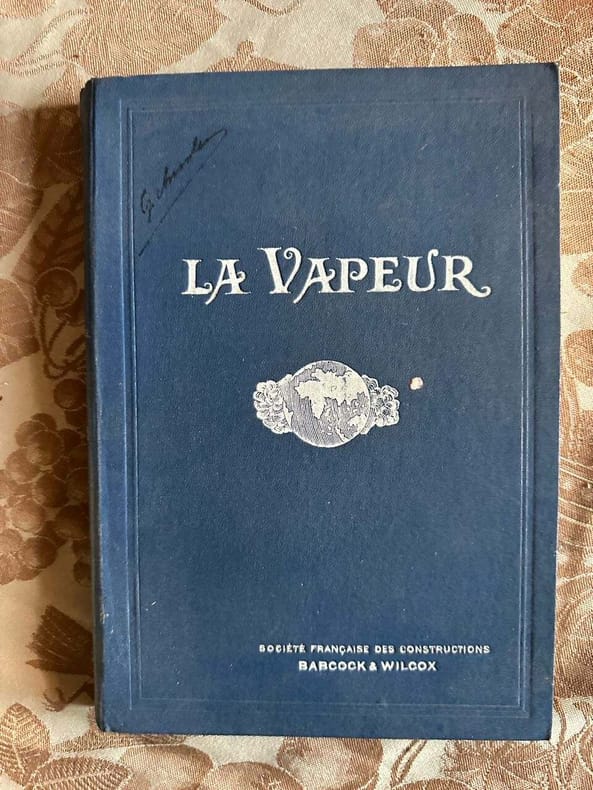 LA VAPEUR
SOCIÉTÉ FRANÇAISE DES CONSTRUCTIONS
BABCOCK & WILCOX